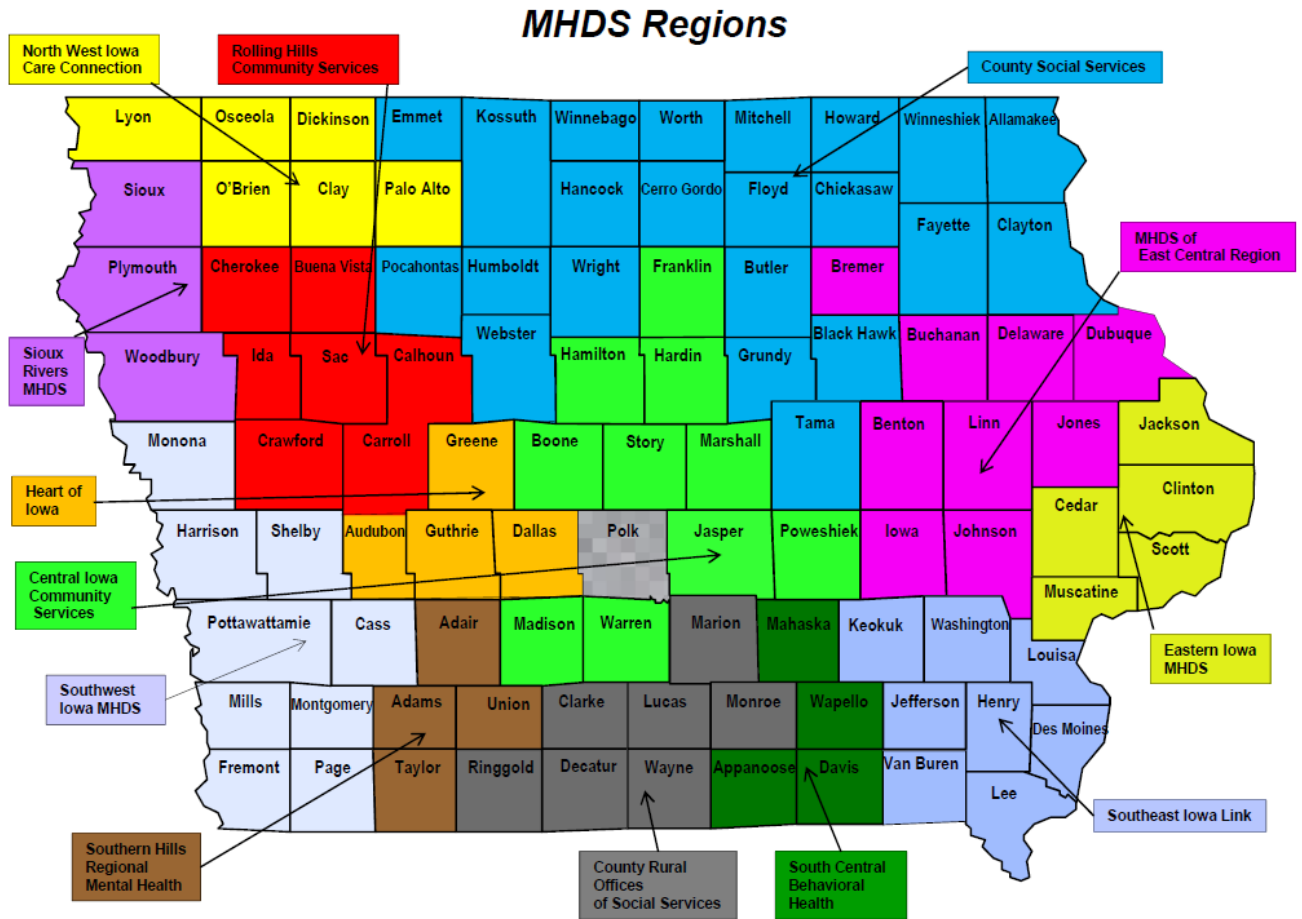 MHDS Regions
North West Iowa
Care Connection
Rolling Hills
Community Services
County Social Services
Lyon
Osceola
Dickinson
Emmet
Kossuth
Winnebago
Worth
Mitchell
Howard
Winneshiek
Allamakee
Sioux
O'Brien
Clay
Palo Alto
Hancock
Cerro Gordo
Floyd
Chickasaw
Fayette
Clayton
MHDS of
East Central Region
Plymouth
Cherokee
Buena Vista
Pocahontas
Humboldt
Wright
Franklin
Butler
Bremer
Sioux
Rivers
MHDS
Woodbury
Ida
Sac
Calhoun
Webster
Hamilton
Hardin
Grundy
Black Hawk
Buchanan
Delaware
Dubuque
Monona
Crawford
Carroll
Greene
Boone
Story
Marshall
Tama
Benton
Linn
Jones
Jackson
Heart of
Iowa
Harrison
Shelby
Audubon
Guthrie
Dallas
Polk
Jasper
Poweshiek
Iowa
Johnson
Cedar
Clinton
Scott
Central Iowa
Community
Services
Muscatine
Pottawattamie
Cass
Adair
Madison
Warren
Marion
Mahaska
Keokuk
Washington
Louisa
Eastern Iowa
MHDS
Southwest
Iowa MHDS
Mills
Montgomery
Adams
Union
Clarke
Lucas
Monroe
Wapello
Jefferson
Henry
Des Moines
Fremont
Page
Taylor
Ringgold
Decatur
Wayne
Appanoose
Davis
Van Buren
Lee
Southeast Iowa Link
Southern Hills
Regional
Mental Health
County Rural
Offices
of Social Services
South Central
Behavioral
Health